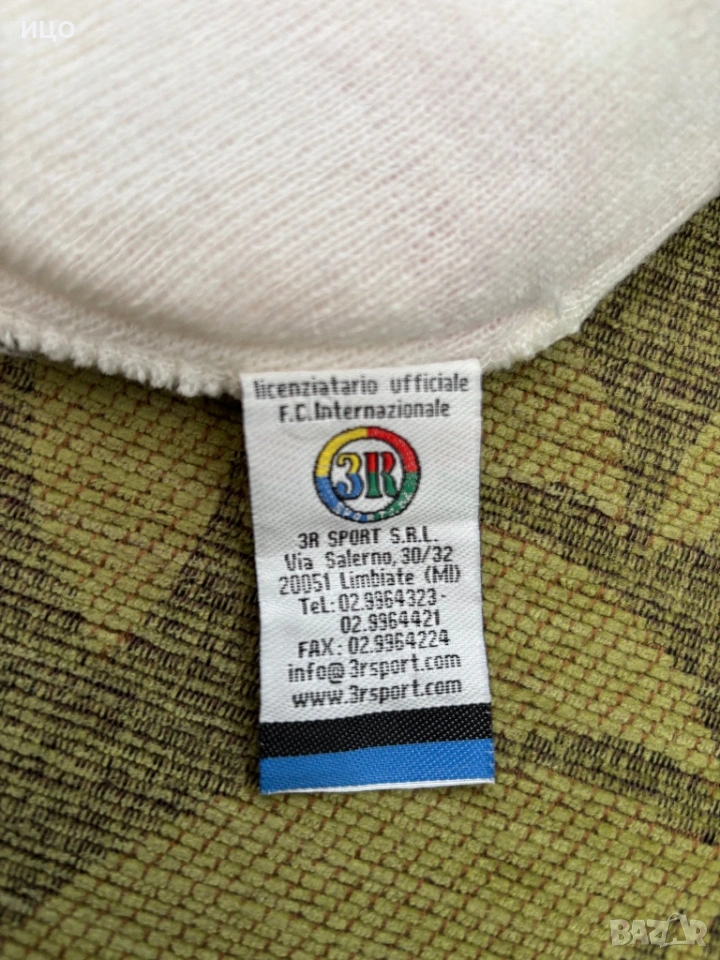 ИЦО
licenziatario ufficiale
F.C.Internazionale
3R
3R SPORT S.R.L.
Via Salerno, 30/32
20051 Limbiate (MI)
Tel:02.9964323-
02.9964421
FAX:02.9964224
info@3rsport.com
www.3rsport.com
BAZAR